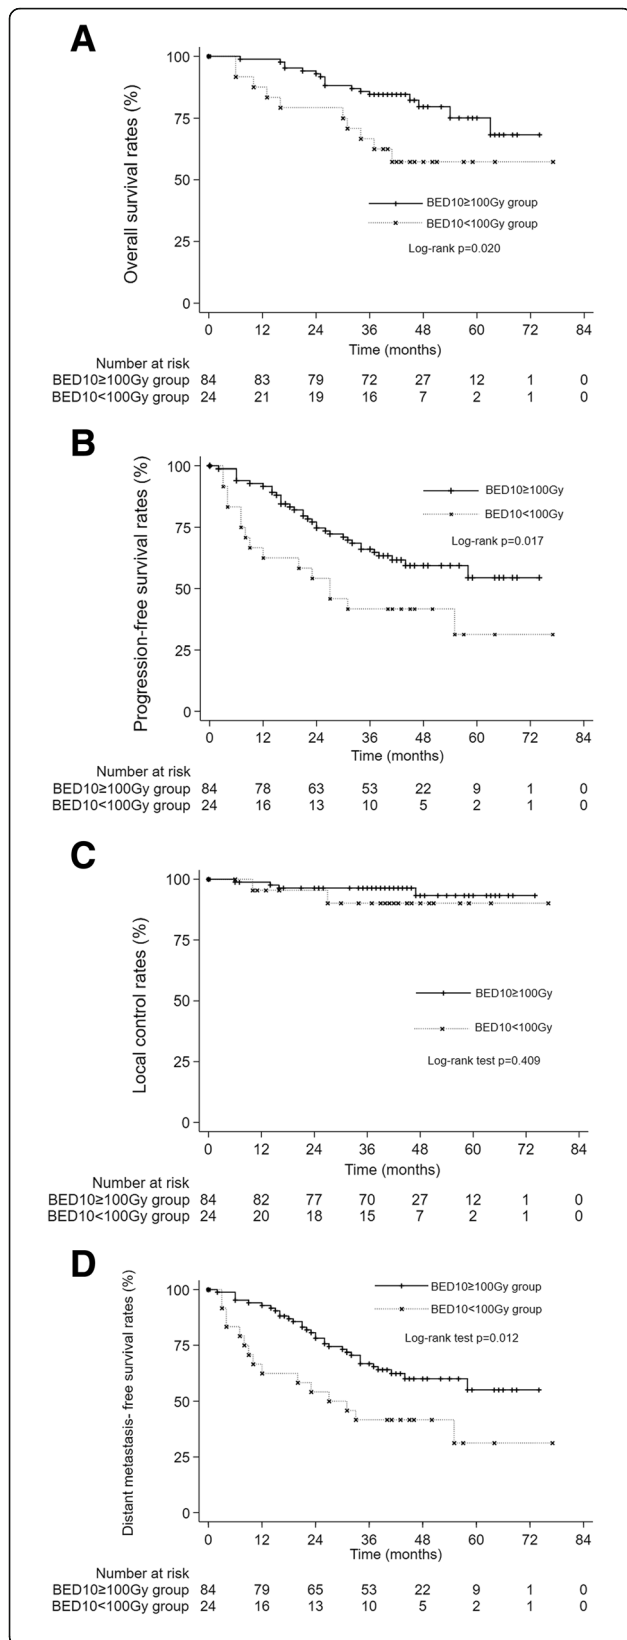 A
Overall survival rates (%)
100
75
50
25
0
BED10≥100Gy group
BED10<100Gy group
Log-rank p=0.020
0 12 24 36 48 60 72 84
Time (months)
Number at risk
BED10≥100Gy group 84 83 79 72 27 12 1 0
BED10<100Gy group 24 21 19 16 7 2 1 0
B
Progression-free survival rates (%)
100
75
50
25
0
BED10≥100Gy
BED10<100Gy
Log-rank p=0.017
0 12 24 36 48 60 72 84
Time (months)
Number at risk
BED10≥100Gy group 84 78 63 53 22 9 1 0
BED10<100Gy group 24 16 13 10 5 2 1 0
C
Local control rates (%)
100
75
50
25
0
BED10≥100Gy
BED10<100Gy
Log-rank test p=0.409
0 12 24 36 48 60 72 84
Time (months)
Number at risk
BED10≥100Gy group 84 82 77 70 27 12 1 0
BED10<100Gy group 24 20 18 15 7 2 1 0
D
Distant metastasis- free survival rates (%)
100
75
50
25
0
BED10≥100Gy group
BED10<100Gy group
Log-rank test p=0.012
0 12 24 36 48 60 72 84
Time (months)
Number at risk
BED10≥100Gy group 84 79 65 53 22 9 1 0
BED10<100Gy group 24 16 13 10 5 2 1 0